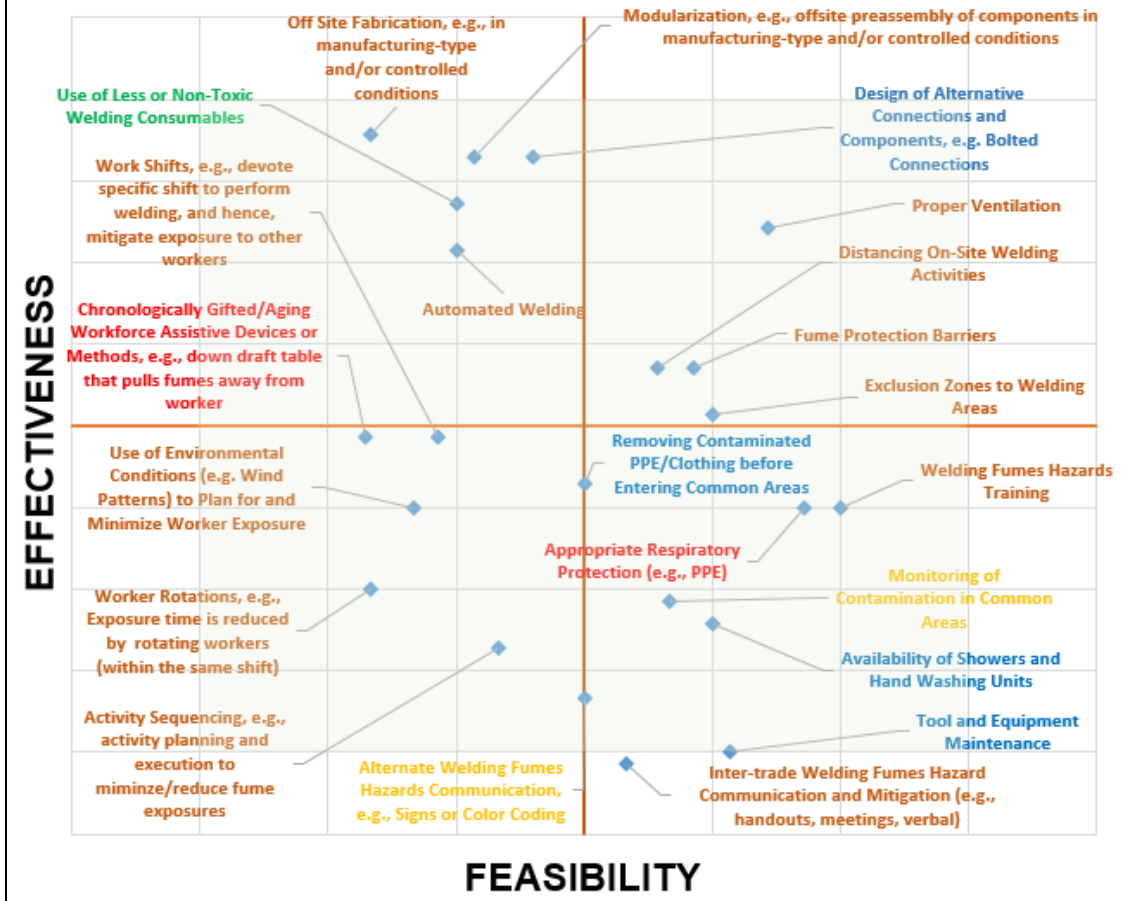 Off Site Fabrication, e.g., in
manufacturing-type
and/or controlled
conditions
Modularization, e.g., offsite preassembly of components in
manufacturing-type and/or controlled conditions
Use of Less or Non-Toxic
Welding Consumables
Design of Alternative
Connections and
Components, e.g. Bolted
Connections
Work Shifts, e.g., devote
specific shift to perform
welding, and hence,
mitigate exposure to other
workers
Proper Ventilation
Distancing On-Site Welding
Activities
Automated Welding
Chronologically Gifted/Aging
Workforce Assistive Devices or
Methods, e.g., down draft table
that pulls fumes away from
worker
Fume Protection Barriers
Exclusion Zones to Welding
Areas
EFFECTIVENESS
Use of Environmental
Conditions (e.g. Wind
Patterns) to Plan for and
Minimize Worker Exposure
Removing Contaminated
PPE/Clothing before
Entering Common Areas
Welding Fumes Hazards
Training
Appropriate Respiratory
Protection (e.g., PPE)
Monitoring of
Contamination in Common
Areas
Worker Rotations, e.g.,
Exposure time is reduced
by rotating workers
(within the same shift)
Availability of Showers and
Hand Washing Units
Activity Sequencing, e.g.,
activity planning and
execution to
miminze/reduce fume
exposures
Tool and Equipment
Maintenance
Alternate Welding Fumes
Hazards Communication,
e.g., Signs or Color Coding
Inter-trade Welding Fumes Hazard
Communication and Mitigation (e.g.,
handouts, meetings, verbal)
FEASIBILITY